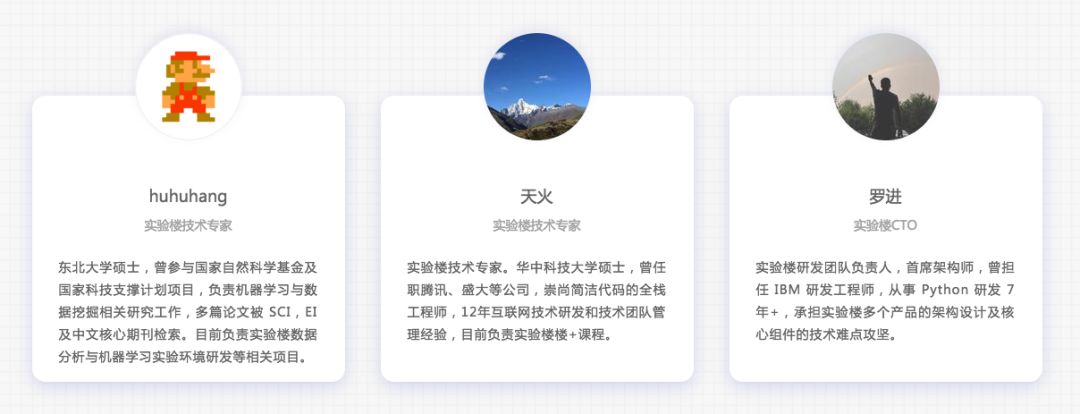 huhuhang
实验楼技术专家
东北大学硕士，曾参与国家自然科学基金及
国家科技支撑计划项目，负责机器学习与数
据挖掘相关研究工作，多篇论文被 SCI，EI
及中文核心期刊检索。目前负责实验楼数据
分析与机器学习实验环境研发等相关项目。
天火
实验楼技术专家
实验楼技术专家。华中科技大学硕士，曾任
职腾讯、盛大等公司，崇尚简洁代码的全栈
工程师，12年互联网技术研发和技术团队管
理经验，目前负责实验楼楼+课程。
罗进
实验楼CTO
实验楼研发团队负责人，首席架构师，曾担
任 IBM 研发工程师，从事 Python 研发 7
年+，承担实验楼多个产品的架构设计及核
心组件的技术难点攻坚。